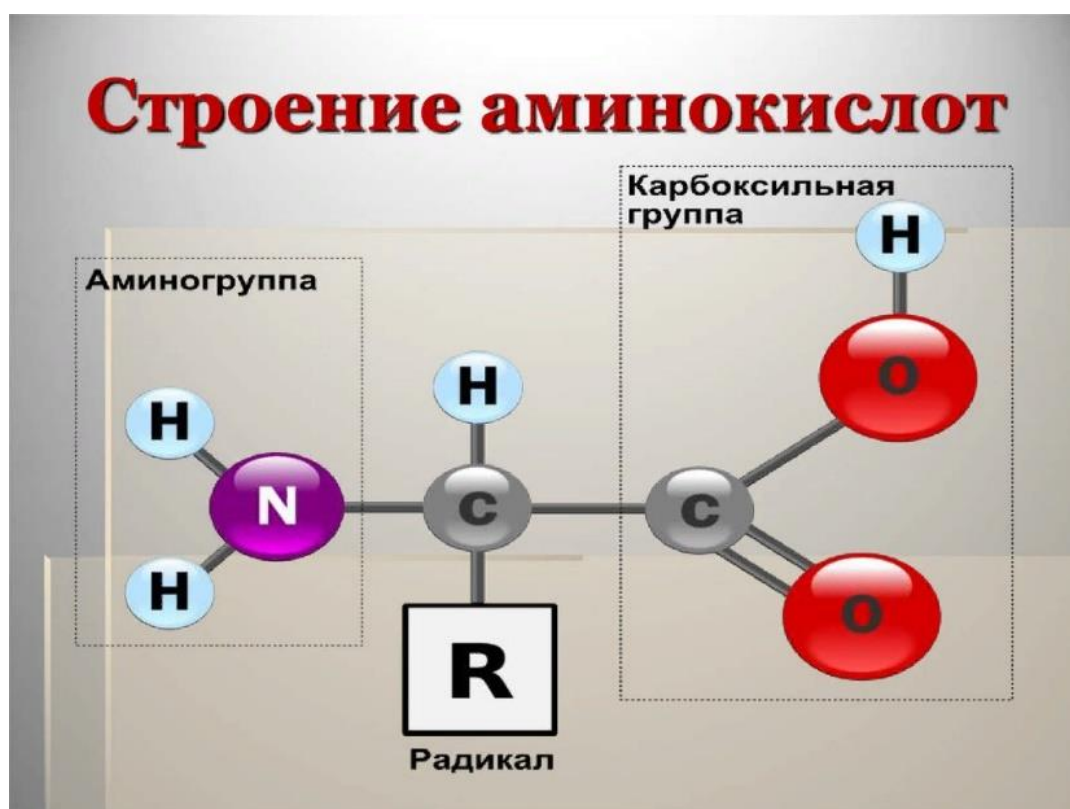 Строение аминокислот
Карбоксильная
группа
H
Аминогруппа
O
H
H
N
C
C
H
O
R
Радикал